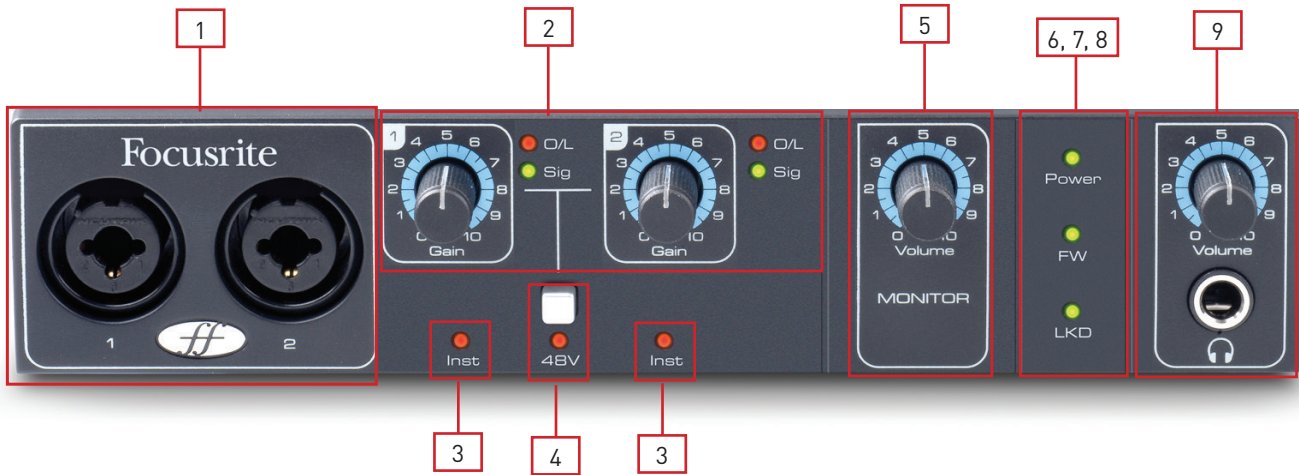 1
2
5
6, 7, 8
9
Focusrite
1 2
1
0 1 2 3 4 5 6 7 8 9 10
Gain
O/L
Sig
2
0 1 2 3 4 5 6 7 8 9 10
Gain
O/L
Sig
Inst
48V
Inst
0 1 2 3 4 5 6 7 8 9 10
Volume
MONITOR
Power
FW
LKD
0 1 2 3 4 5 6 7 8 9 10
Volume
ff
3
4
3